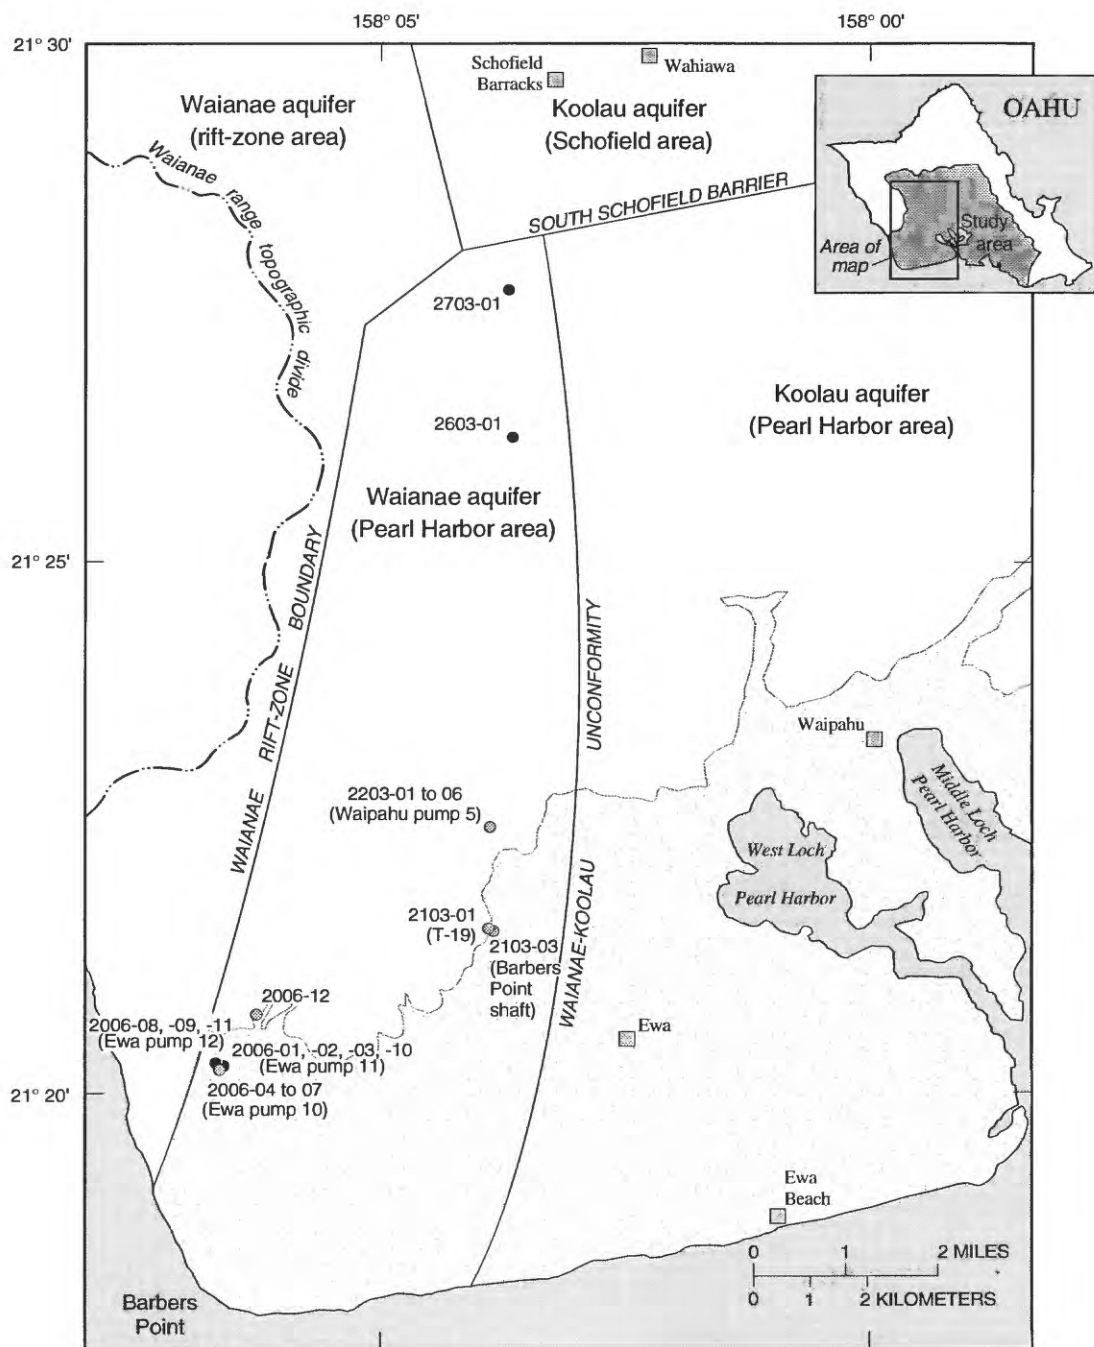 158° 05'
158° 00'
21° 30'
Schofield
Barracks
Wahiawa
Waianae aquifer
(rift-zone area)
Koolau aquifer
(Schofield area)
OAHU
Study
area
Area of
map
Waianae range topographic divide
SOUTH SCHOFIELD BARRIER
2703-01
Koolau aquifer
(Pearl Harbor area)
2603-01
Waianae aquifer
(Pearl Harbor area)
21° 25'
WAIANAE RIFT-ZONE BOUNDARY
WAIANAE-KOOLAU UNCONFORMITY
Waipahu
Middle Loch
Pearl Harbor
2203-01 to 06
(Waipahu pump 5)
West Loch
Pearl Harbor
2103-01
(T-19)
2103-03
(Barbers
Point
shaft)
2006-12
2006-08, -09, -11
(Ewa pump 12)
2006-01, -02, -03, -10
(Ewa pump 11)
Ewa
2006-04 to 07
(Ewa pump 10)
21° 20'
Ewa
Beach
0 1 2 MILES
0 1 2 KILOMETERS
Barbers
Point